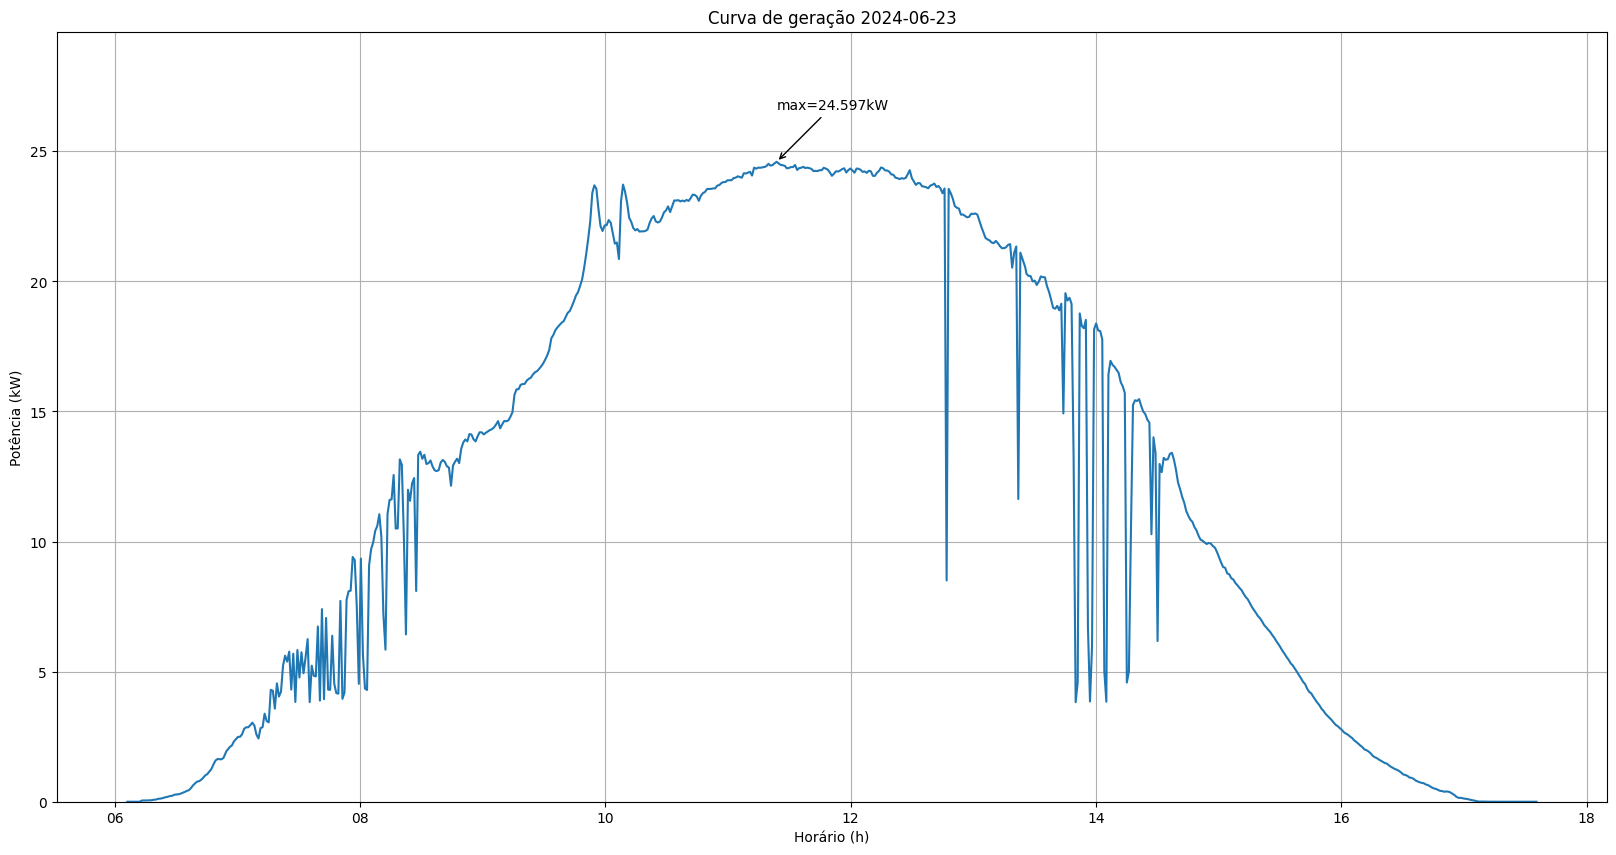 Curva de geração 2024-06-23
max=24.597kW
Potência (kW)
25
20
15
10
5
0
06 08 10 12 14 16 18
Horário (h)